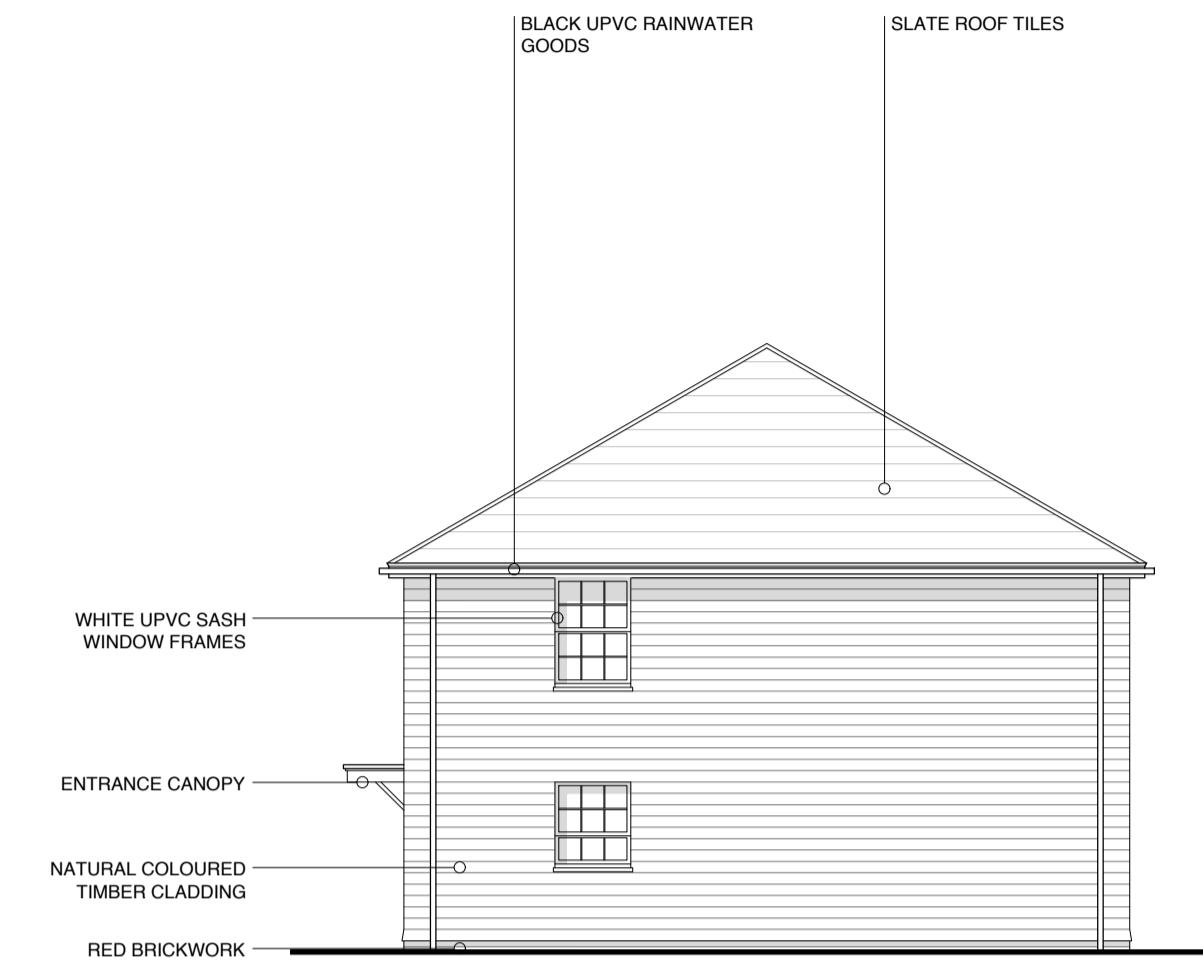 BLACK UPVC RAINWATER
GOODS
SLATE ROOF TILES
WHITE UPVC SASH
WINDOW FRAMES
ENTRANCE CANOPY
NATURAL COLOURED
TIMBER CLADDING
RED BRICKWORK